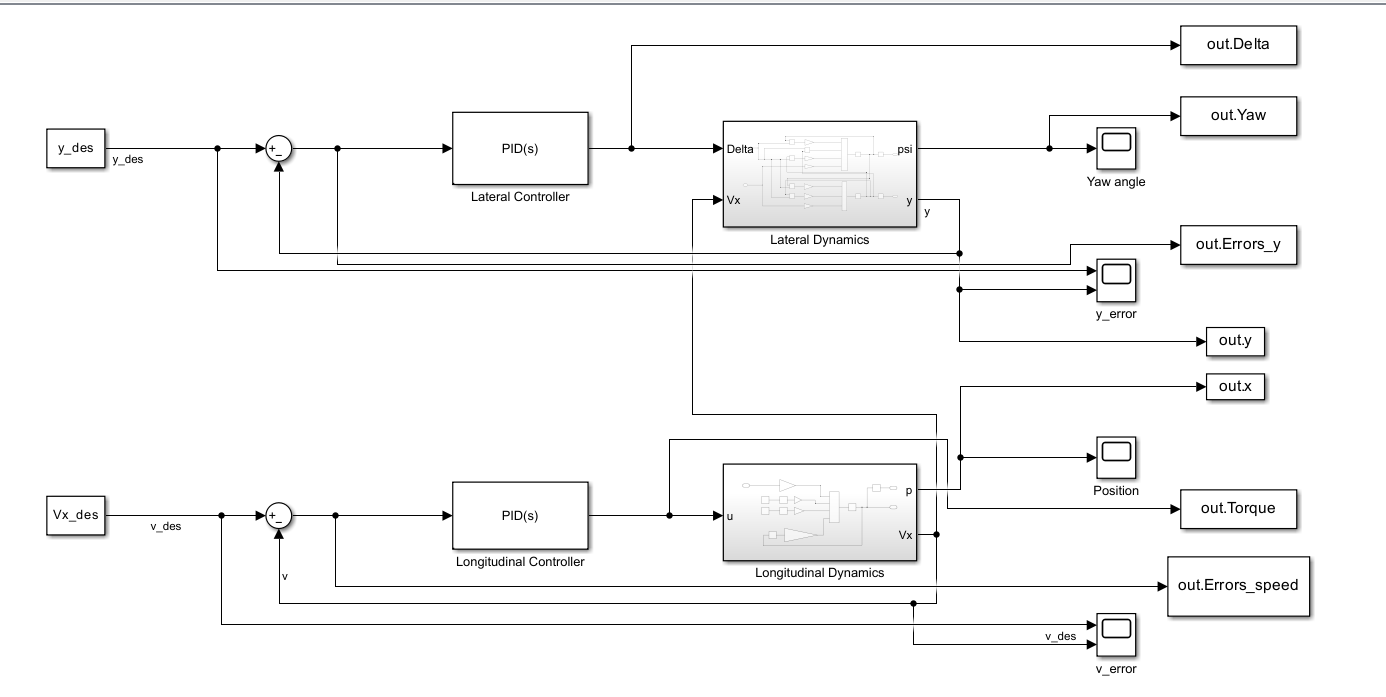 out.Delta
out.Yaw
y_des
y_des
+
_
PID(s)
Lateral Controller
Delta
Vx
psi
y
y
Lateral Dynamics
Yaw angle
out.Errors_y
y_error
out.y
out.x
Position
Vx_des
v_des
+
_
v
PID(s)
Longitudinal Controller
u
p
Vx
Longitudinal Dynamics
out.Torque
out.Errors_speed
v_des
v_error